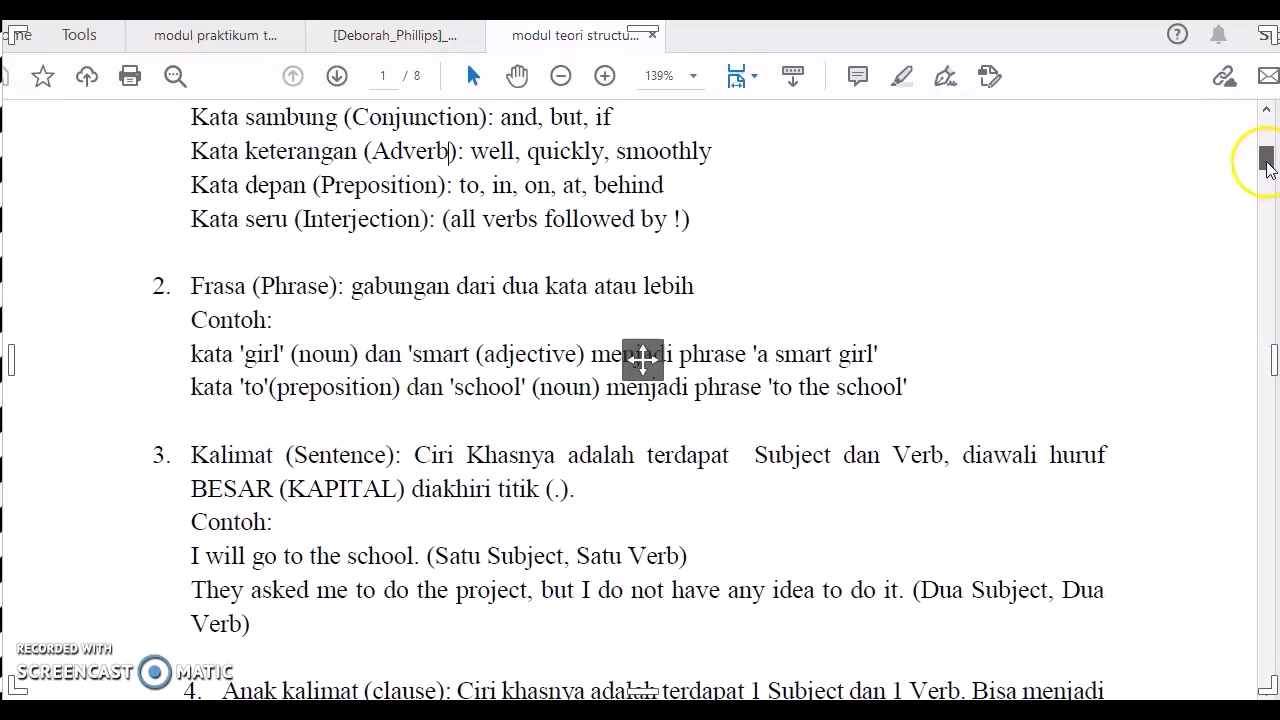 ne Tools modul praktikum t... [Deborah_Phillips]_... modul teori structu... ×
1 / 8 139%
Kata sambung (Conjunction): and, but, if
Kata keterangan (Adverb): well, quickly, smoothly
Kata depan (Preposition): to, in, on, at, behind
Kata seru (Interjection): (all verbs followed by !)
2. Frasa (Phrase): gabungan dari dua kata atau lebih
Contoh:
kata 'girl' (noun) dan 'smart (adjective) menjadi phrase 'a smart girl'
kata 'to'(preposition) dan 'school' (noun) menjadi phrase 'to the school'
3. Kalimat (Sentence): Ciri Khasnya adalah terdapat Subject dan Verb, diawali huruf
BESAR (KAPITAL) diakhiri titik (.).
Contoh:
I will go to the school. (Satu Subject, Satu Verb)
They asked me to do the project, but I do not have any idea to do it. (Dua Subject, Dua
Verb)
RECORDED WITH
SCREENCAST MATIC
4. Anak kalimat (clause): Ciri khasnya adalah terdapat 1 Subject dan 1 Verb. Bisa menjadi